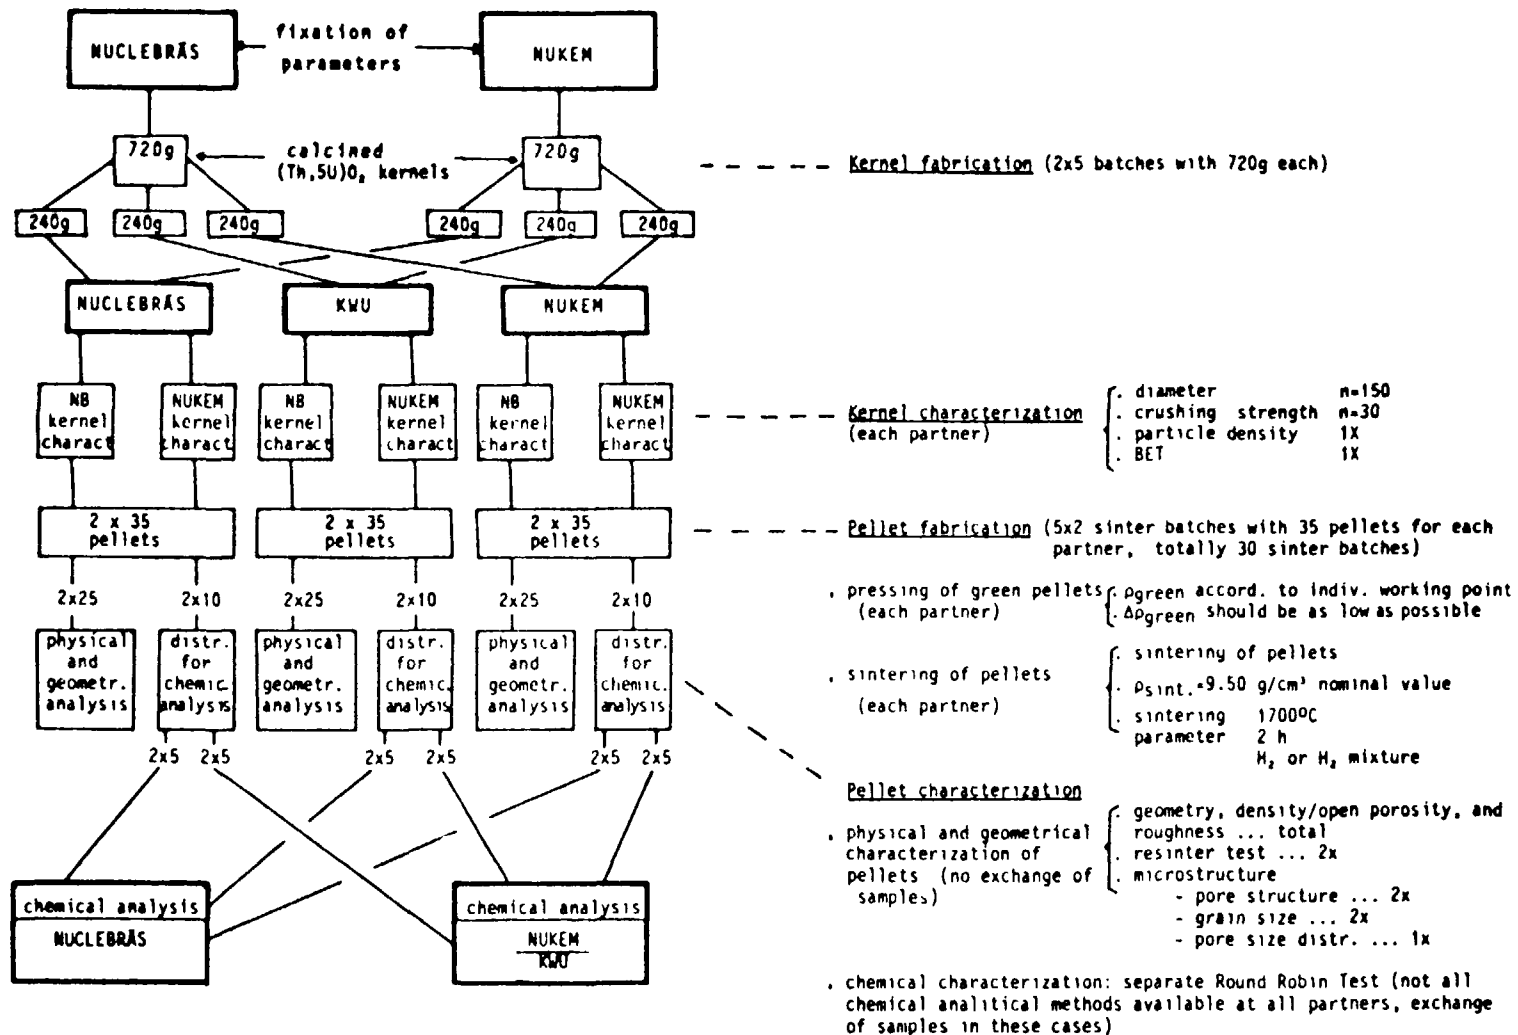 NUCLEBRÁS
fixation of
parameters
NUKEM
720g
calcined
(Th,5U)O₂ kernels
720g
Kernel fabrication (2x5 batches with 720g each)
240g
240g
240g
240g
240g
240g
NUCLEBRÁS
KWU
NUKEM
NB
kernel
charact
NUKEM
kernel
charact
NB
kernel
charact
NUKEM
kernel
charact
NB
kernel
charact
NUKEM
kernel
charact
Kernel characterization
(each partner)
. diameter n=150
. crushing strength n=30
. particle density 1X
. BET 1X
2 x 35
pellets
2 x 35
pellets
2 x 35
pellets
Pellet fabrication (5x2 sinter batches with 35 pellets for each
partner, totally 30 sinter batches)
2x25
2x10
2x25
2x10
2x25
2x10
. pressing of green pellets
(each partner)
. ρgreen accord. to indiv. working point
. Δρgreen should be as low as possible
physical
and
geometr.
analysis
distr.
for
chemic.
analysis
physical
and
geometr.
analysis
distr.
for
chemic.
analysis
physical
and
geometr.
analysis
distr.
for
chemic.
analysis
. sintering of pellets
(each partner)
. sintering of pellets
. ρsint.=9.50 g/cm³ nominal value
. sintering 1700ºC
parameter 2 h
H₂ or H₂ mixture
2x5
2x5
2x5
2x5
2x5
2x5
Pellet characterization
. physical and geometrical
characterization of
pellets (no exchange of
samples)
. geometry, density/open porosity, and
roughness ... total
. resinter test ... 2x
. microstructure
- pore structure ... 2x
- grain size ... 2x
- pore size distr. ... 1x
chemical analysis
NUCLEBRÁS
chemical analysis
NUKEM
KWU
. chemical characterization: separate Round Robin Test (not all
chemical analitical methods available at all partners, exchange
of samples in these cases)